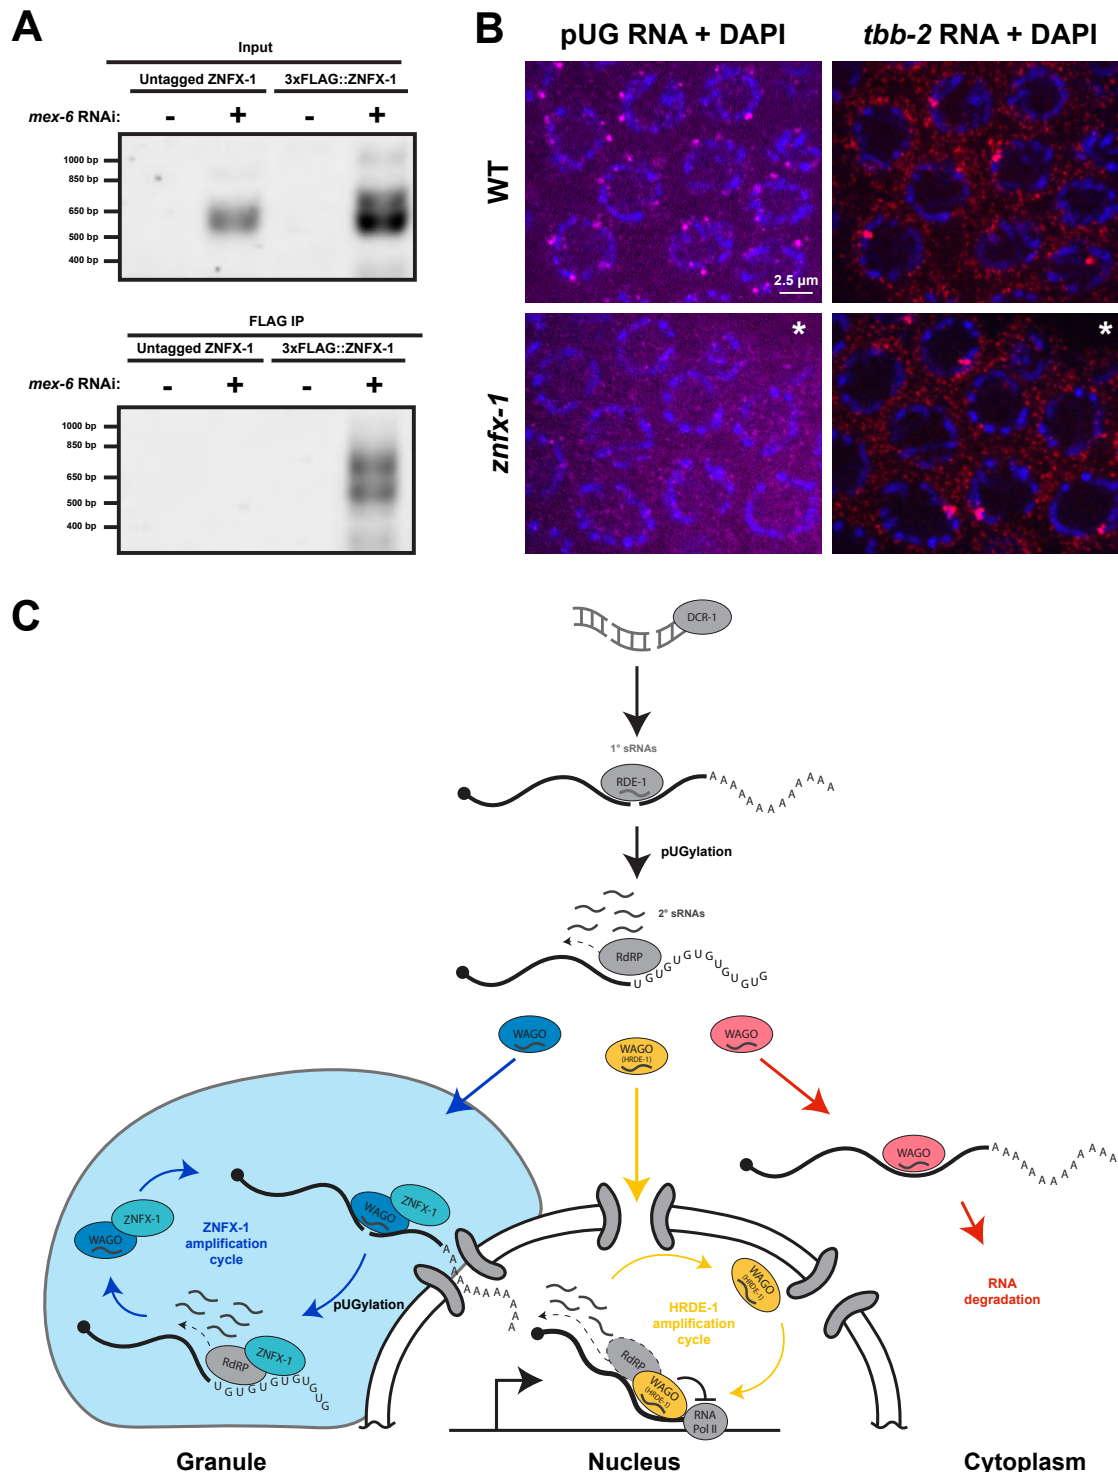 A
Input
Untagged ZNFX-1 3xFLAG::ZNFX-1
mex-6 RNAi: - + - +
1000 bp
850 bp
650 bp
500 bp
400 bp
FLAG IP
Untagged ZNFX-1 3xFLAG::ZNFX-1
mex-6 RNAi: - + - +
1000 bp
850 bp
650 bp
500 bp
400 bp
B
pUG RNA + DAPI tbb-2 RNA + DAPI
WT
2.5 µm
znfx-1
* *
C
DCR-1
1° sRNAs
RDE-1
A A A A A A A A A A A A A
pUGylation
2° sRNAs
RdRP
U G U G U G U G U G U G U G
WAGO
WAGO
(HRDE-1)
WAGO
WAGO
A A A A A A A A A A A A A
RNA
degradation
ZNFX-1
WAGO
ZNFX-1
amplification
cycle
WAGO
ZNFX-1
A A A A A A A A A A A
pUGylation
RdRP
ZNFX-1
U G U G U G U G U G U G
HRDE-1
amplification
cycle
WAGO
(HRDE-1)
RdRP
WAGO
(HRDE-1)
RNA
Pol II
Granule Nucleus Cytoplasm